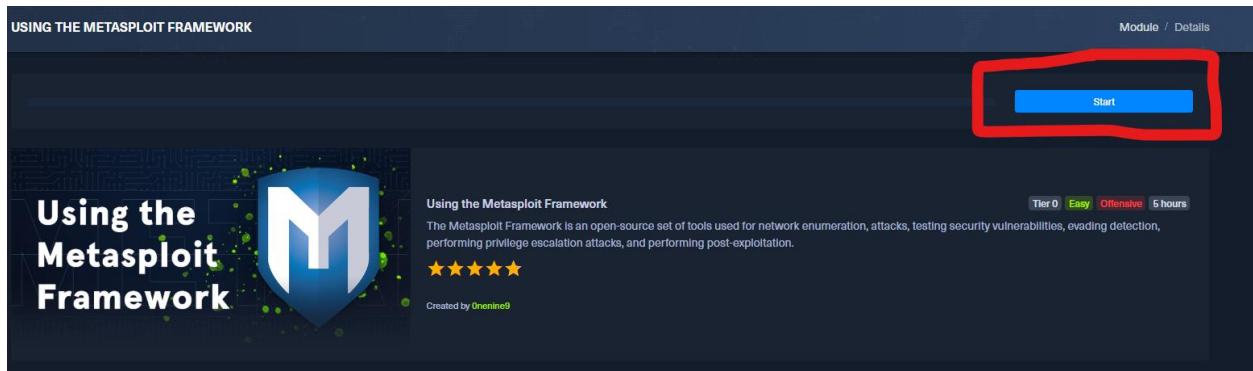 USING THE METASPLOIT FRAMEWORK
Module / Details
Start
Using the
Metasploit
Framework
Using the Metasploit Framework
Tier 0 Easy Offensive 5 hours
The Metasploit Framework is an open-source set of tools used for network enumeration, attacks, testing security vulnerabilities, evading detection,
performing privilege escalation attacks, and performing post-exploitation.
Created by 0nenine9